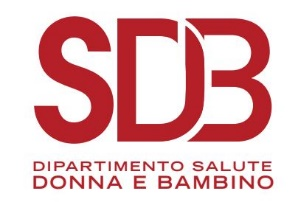 SDB
DIPARTIMENTO SALUTE
DONNA E BAMBINO